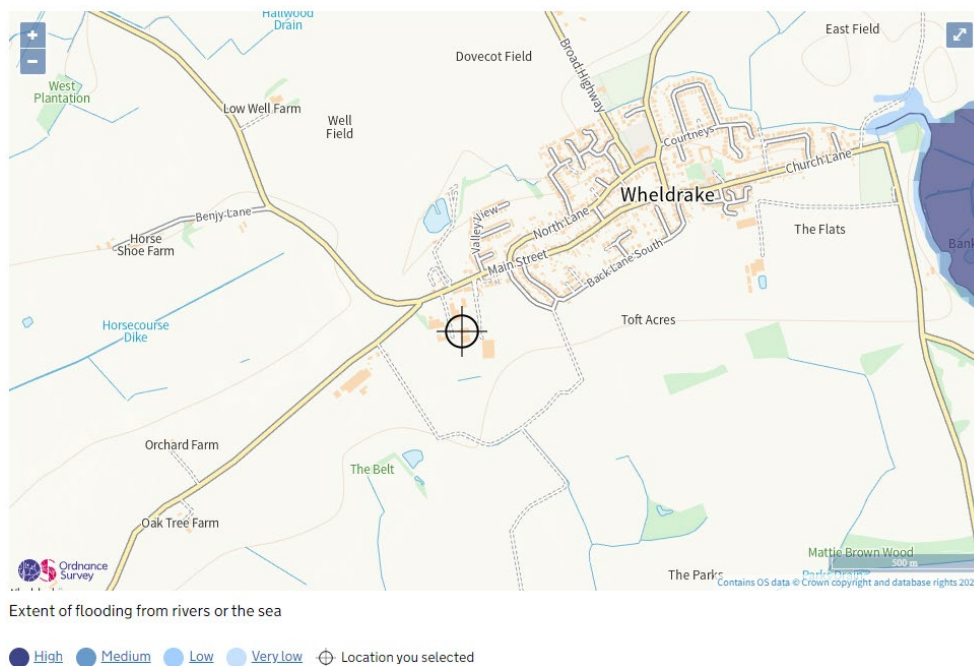 Hallwood
Drain
East Field
Dovecot Field
Broad Highway
West
Plantation
Low Well Farm
Well
Field
Courtneys
Church Lane
Wheldrake
Benjy Lane
Valley View
North Lane
The Flats
Horse
Shoe Farm
Main Street
Back Lane South
Bank
Horsecourse
Dike
Toft Acres
Orchard Farm
The Belt
Oak Tree Farm
Mattie Brown Wood
Ordnance
Survey
500 m
The Parks
Parks Drain
Contains OS data © Crown copyright and database rights 202
Extent of flooding from rivers or the sea
High Medium Low Very low Location you selected